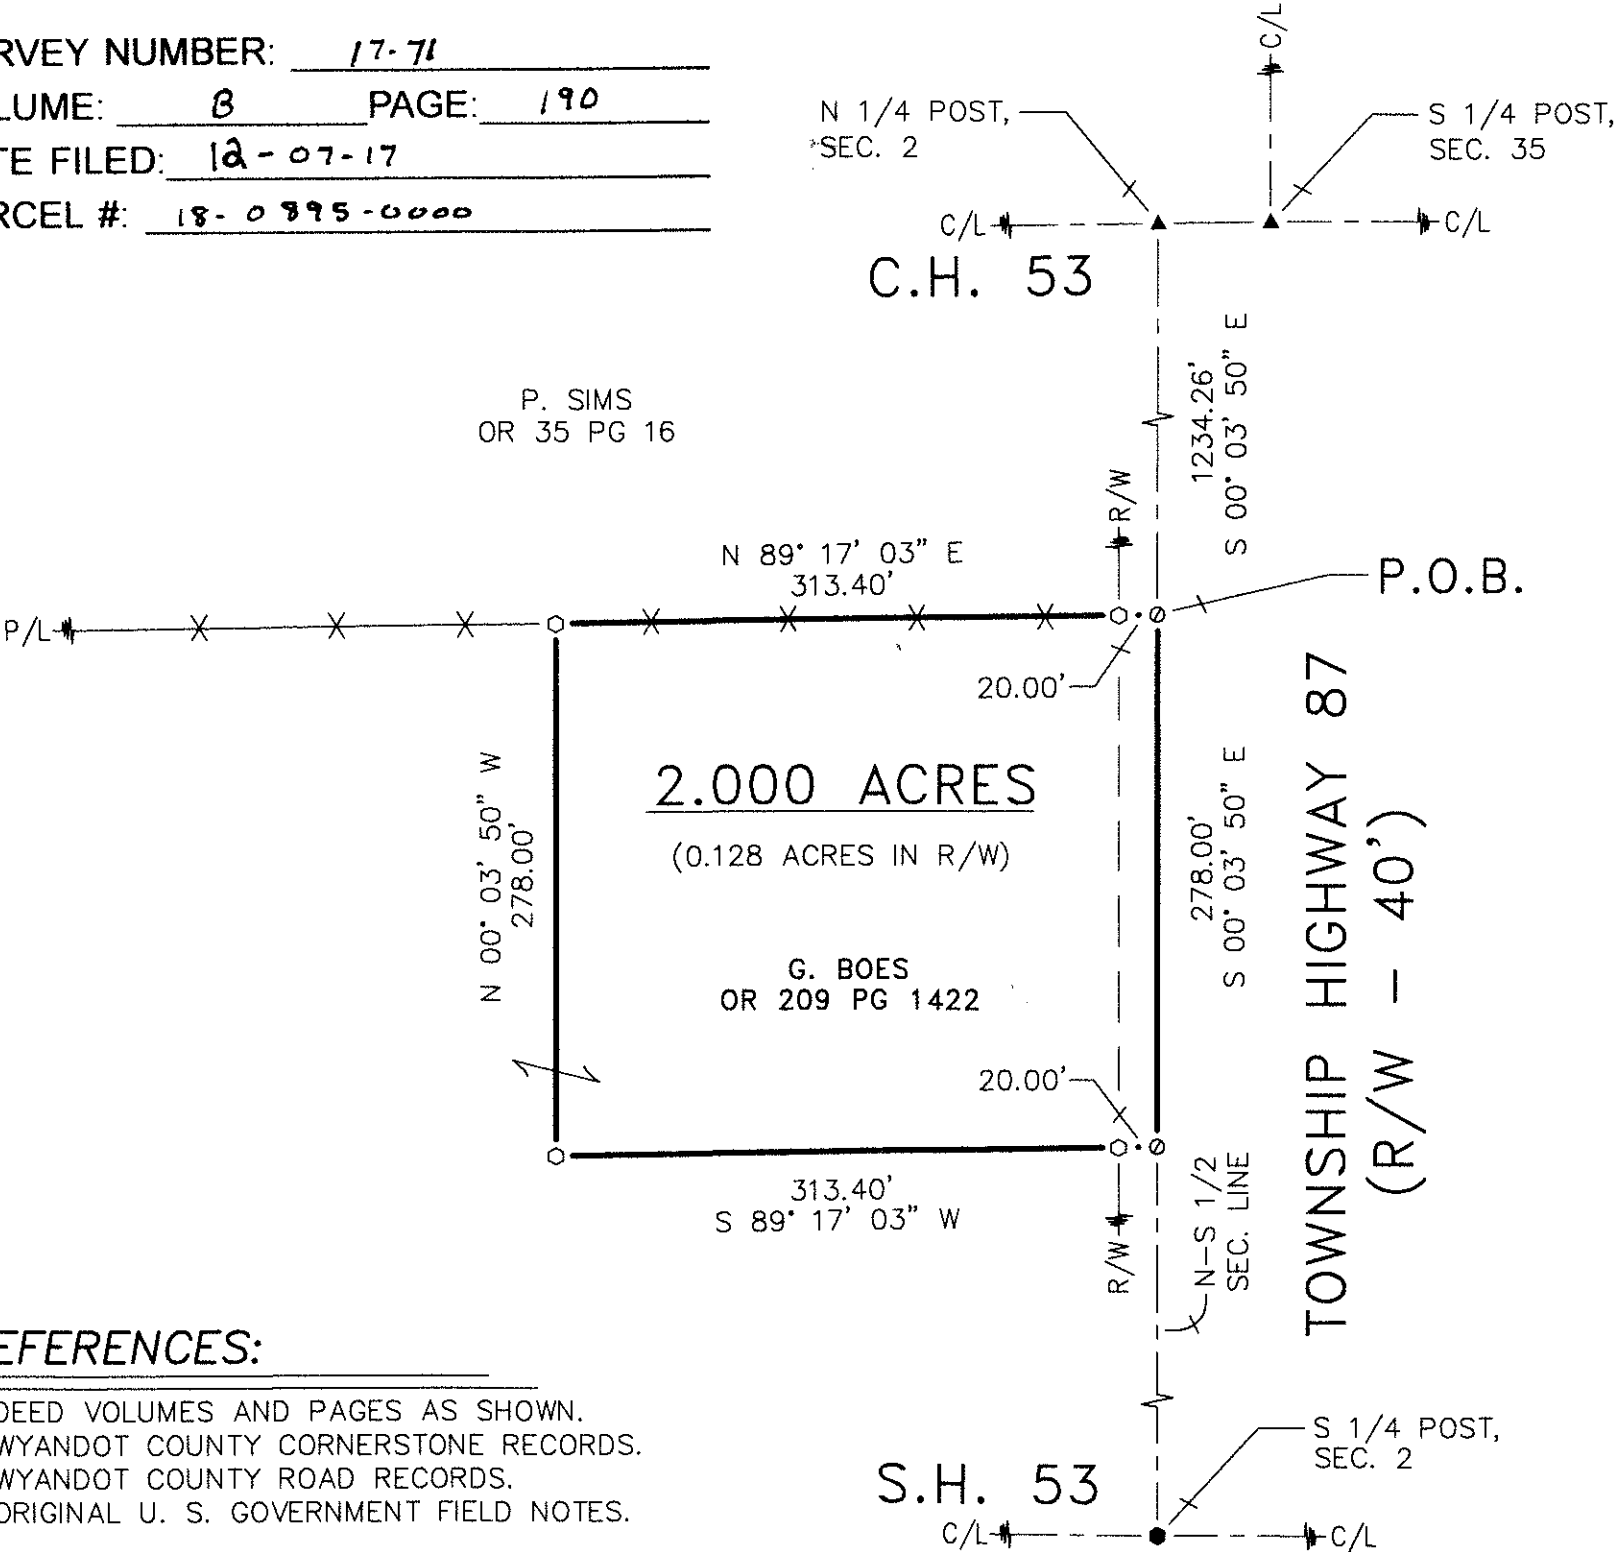 RVEY NUMBER: 17-71
LUME: B PAGE: 190
TE FILED: 12-07-17
RCEL #: 18-0895-0000
C/L
N 1/4 POST,
SEC. 2
S 1/4 POST,
SEC. 35
C/L
C/L
C.H. 53
1234.26'
S 00° 03' 50" E
P. SIMS
OR 35 PG 16
R/W
N 89° 17' 03" E
313.40'
P.O.B.
P/L
20.00'
2.000 ACRES
(0.128 ACRES IN R/W)
N 00° 03' 50" W
278.00'
278.00'
S 00° 03' 50" E
TOWNSHIP HIGHWAY 87
(R/W - 40')
G. BOES
OR 209 PG 1422
20.00'
313.40'
S 89° 17' 03" W
R/W
N-S 1/2
SEC. LINE
EFERENCES:
DEED VOLUMES AND PAGES AS SHOWN.
WYANDOT COUNTY CORNERSTONE RECORDS.
WYANDOT COUNTY ROAD RECORDS.
ORIGINAL U. S. GOVERNMENT FIELD NOTES.
S 1/4 POST,
SEC. 2
S.H. 53
C/L
C/L